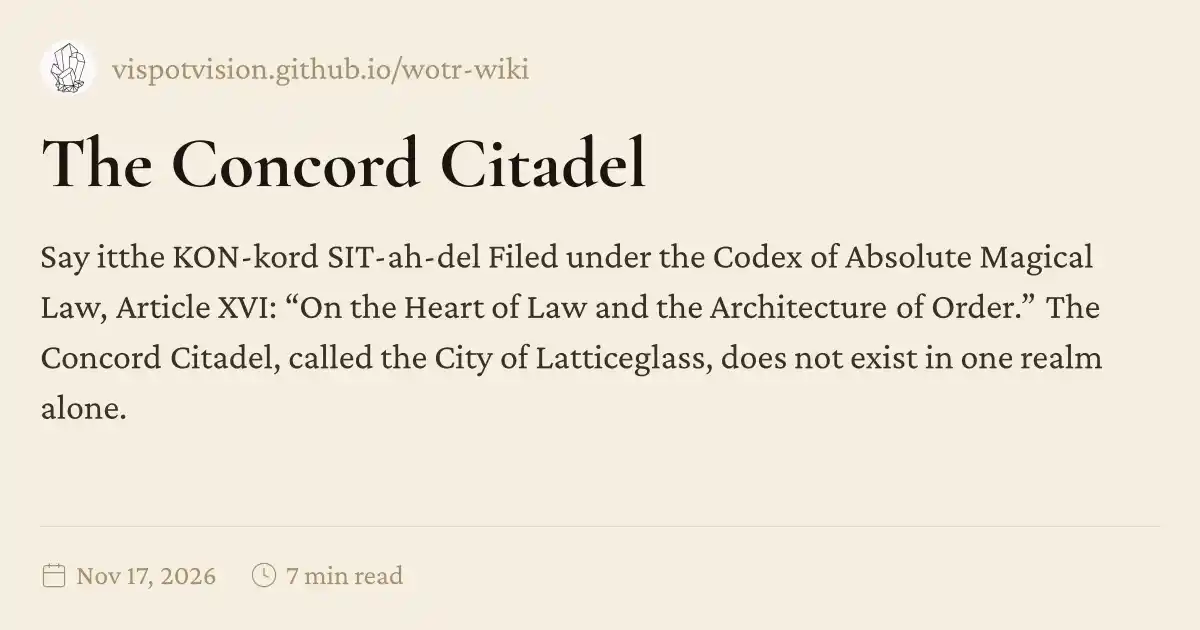 vispotvision.github.io/wotr-wiki
The Concord Citadel
Say itthe KON-kord SIT-ah-del Filed under the Codex of Absolute Magical
Law, Article XVI: “On the Heart of Law and the Architecture of Order.” The
Concord Citadel, called the City of Latticeglass, does not exist in one realm
alone.
Nov 17, 2026
7 min read